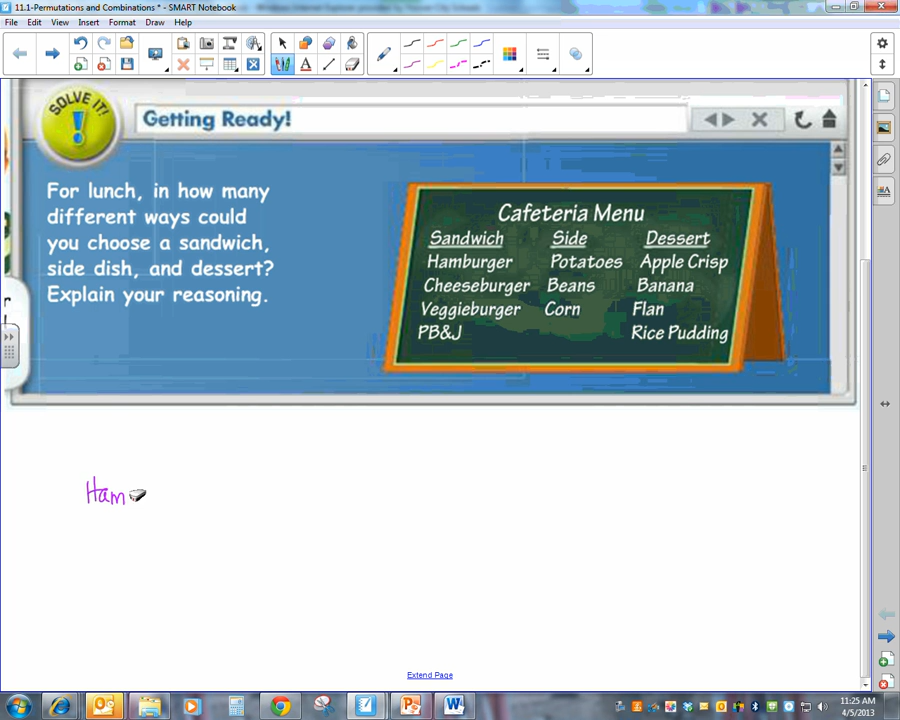 11.1-Permutations and Combinations * - SMART Notebook
File Edit View Insert Format Draw Help
SOLVE IT!
Getting Ready!
For lunch, in how many
different ways could
you choose a sandwich,
side dish, and dessert?
Explain your reasoning.
Cafeteria Menu
Sandwich Side Dessert
Hamburger Potatoes Apple Crisp
Cheeseburger Beans Banana
Veggieburger Corn Flan
PB&J Rice Pudding
Ham
Extend Page
11:25 AM
4/5/2013